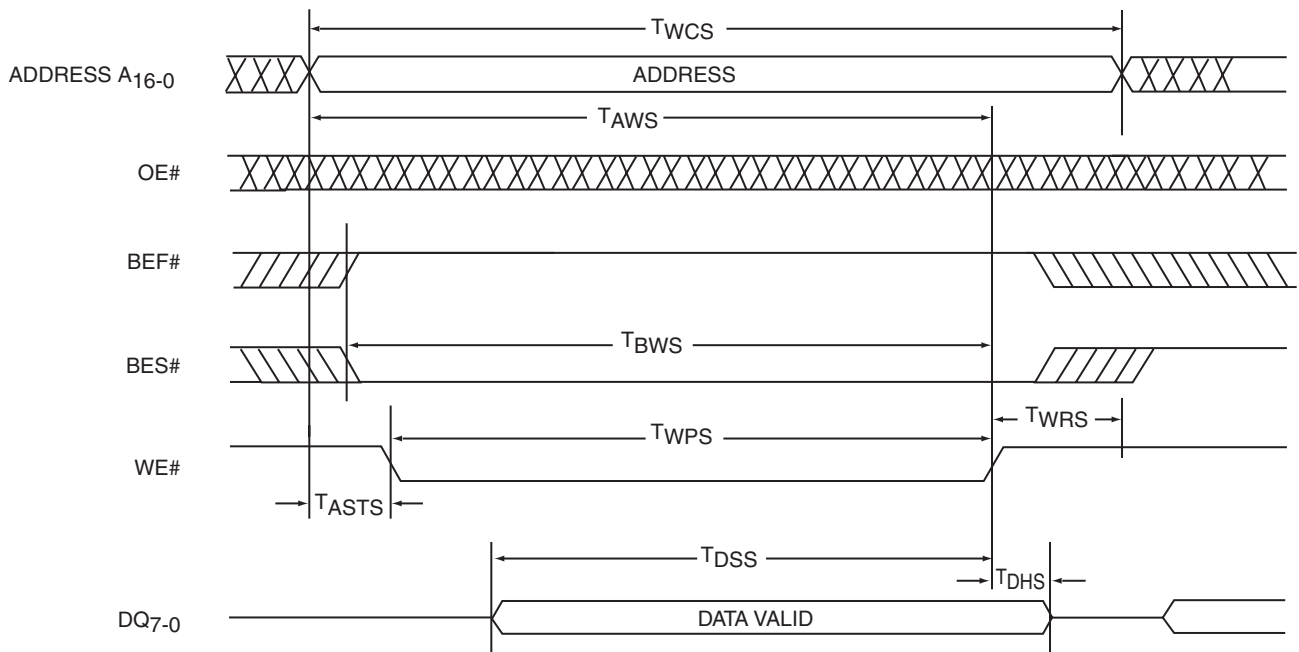 TWCS
ADDRESS A16-0
ADDRESS
TAWS
OE#
BEF#
TBWS
BES#
TWPS
TWRS
WE#
TASTS
TDSS
TDHS
DQ7-0
DATA VALID